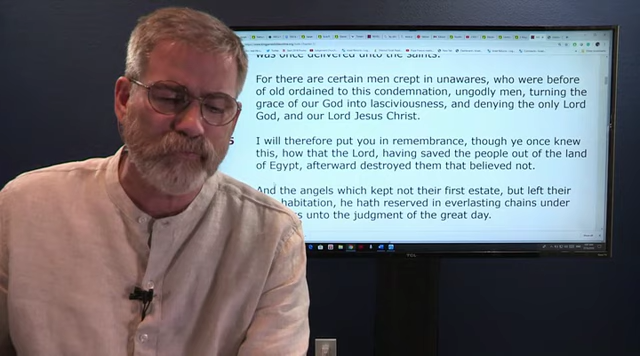 was once delivered unto the saints.
For there are certain men crept in unawares, who were before
of old ordained to this condemnation, ungodly men, turning the
grace of our God into lasciviousness, and denying the only Lord
God, and our Lord Jesus Christ.
5 I will therefore put you in remembrance, though ye once knew
this, how that the Lord, having saved the people out of the land
of Egypt, afterward destroyed them that believed not.
And the angels which kept not their first estate, but left their
habitation, he hath reserved in everlasting chains under
unto the judgment of the great day.
TCL